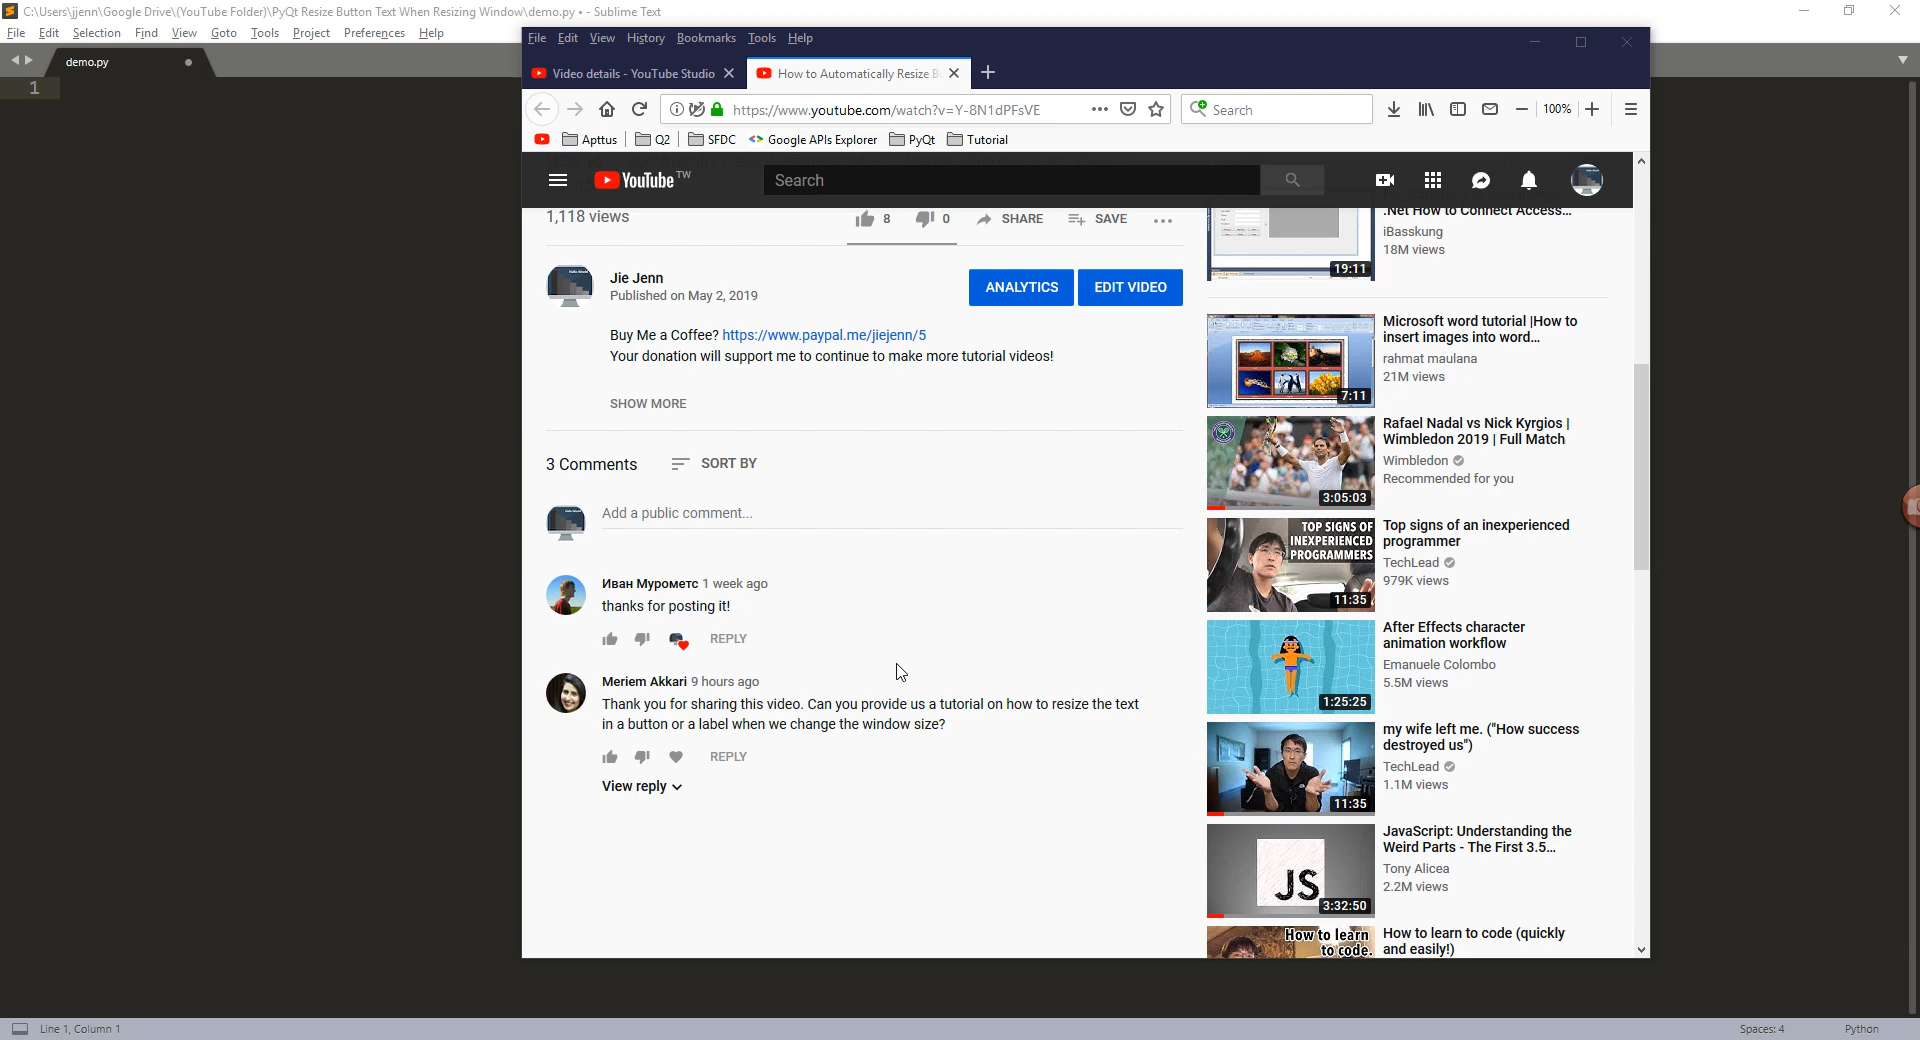 C:\Users\jjenn\Google Drive\(YouTube Folder)\PyQt Resize Button Text When Resizing Window\demo.py • - Sublime Text
File Edit Selection Find View Goto Tools Project Preferences Help
demo.py
1
File Edit View History Bookmarks Tools Help
Video details - YouTube Studio
How to Automatically Resize B
https://www.youtube.com/watch?v=Y-8N1dPFsVE
Search
100%
Apttus Q2 SFDC Google APIs Explorer PyQt Tutorial
YouTube TW
Search
1,118 views
8
0
SHARE
SAVE
Jie Jenn
Published on May 2, 2019
ANALYTICS
EDIT VIDEO
Buy Me a Coffee? https://www.paypal.me/jiejenn/5
Your donation will support me to continue to make more tutorial videos!
SHOW MORE
3 Comments
SORT BY
Add a public comment...
Иван Мурометс 1 week ago
thanks for posting it!
REPLY
Meriem Akkari 9 hours ago
Thank you for sharing this video. Can you provide us a tutorial on how to resize the text
in a button or a label when we change the window size?
REPLY
View reply
.Net How to Connect Access...
iBasskung
18M views
19:11
Microsoft word tutorial |How to
insert images into word...
rahmat maulana
21M views
7:11
Rafael Nadal vs Nick Kyrgios |
Wimbledon 2019 | Full Match
Wimbledon
Recommended for you
3:05:03
TOP SIGNS OF
INEXPERIENCED
PROGRAMMERS
11:35
Top signs of an inexperienced
programmer
TechLead
979K views
After Effects character
animation workflow
Emanuele Colombo
5.5M views
1:25:25
my wife left me. ("How success
destroyed us")
TechLead
1.1M views
11:35
JavaScript: Understanding the
Weird Parts - The First 3.5...
Tony Alicea
2.2M views
JS
3:32:50
How to learn
to code.
How to learn to code (quickly
and easily!)
Line 1, Column 1
Spaces: 4
Python